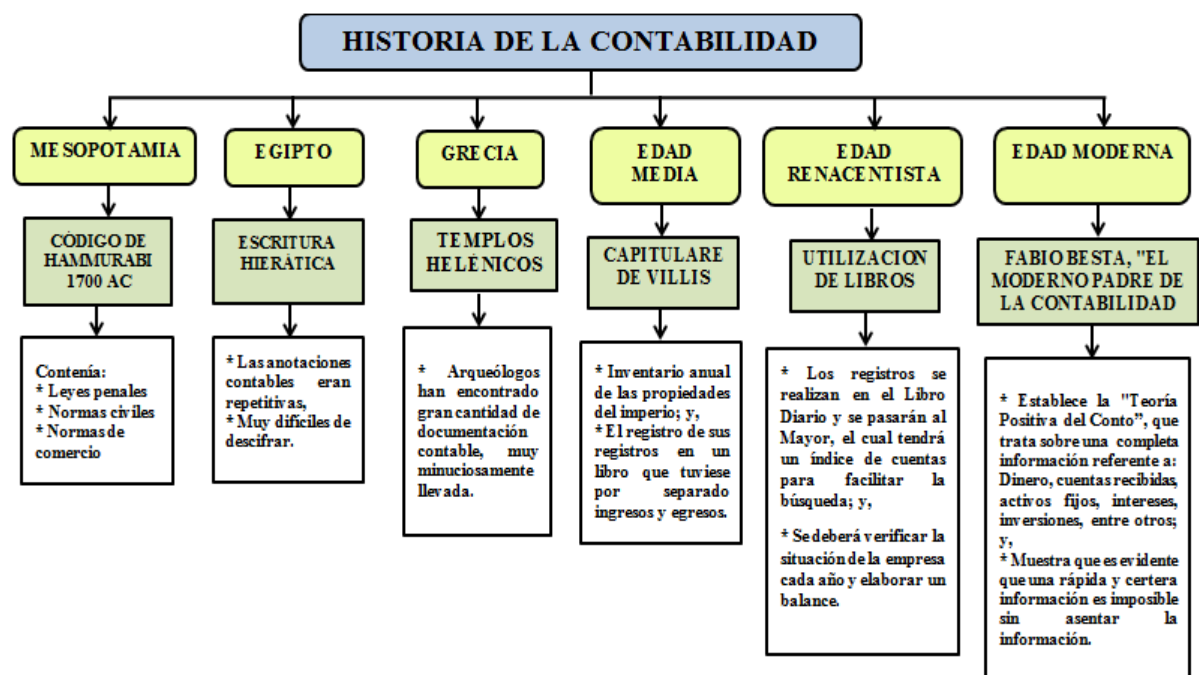 HISTORIA DE LA CONTABILIDAD
MESOPOTAMIA
CÓDIGO DE
HAMMURABI
1700 AC
Contenía:
* Leyes penales
* Normas civiles
* Normas de
comercio
EGIPTO
ESCRITURA
HIERÁTICA
* Las anotaciones
contables eran
repetitivas,
* Muy difíciles de
descifrar.
GRECIA
TEMPLOS
HELÉNICOS
* Arqueólogos
han encontrado
gran cantidad de
documentación
contable, muy
minuciosamente
llevada.
EDAD
MEDIA
CAPITULARE
DE VILLIS
* Inventario anual
de las propiedades
del imperio; y,
* El registro de sus
registros en un
libro que tuviese
por separado
ingresos y egresos.
EDAD
RENACENTISTA
UTILIZACION
DE LIBROS
* Los registros se
realizan en el Libro
Diario y se pasarán al
Mayor, el cual tendrá
un índice de cuentas
para facilitar la
búsqueda; y,
* Se deberá verificar la
situación de la empresa
cada año y elaborar un
balance.
EDAD MODERNA
FABIO BESTA, "EL
MODERNO PADRE DE
LA CONTABILIDAD
* Establece la "Teoría
Positiva del Conto”, que
trata sobre una completa
información referente a:
Dinero, cuentas recibidas,
activos fijos, intereses,
inversiones, entre otros;
y,
* Muestra que es evidente
que una rápida y certera
información es imposible
sin asentar la
información.